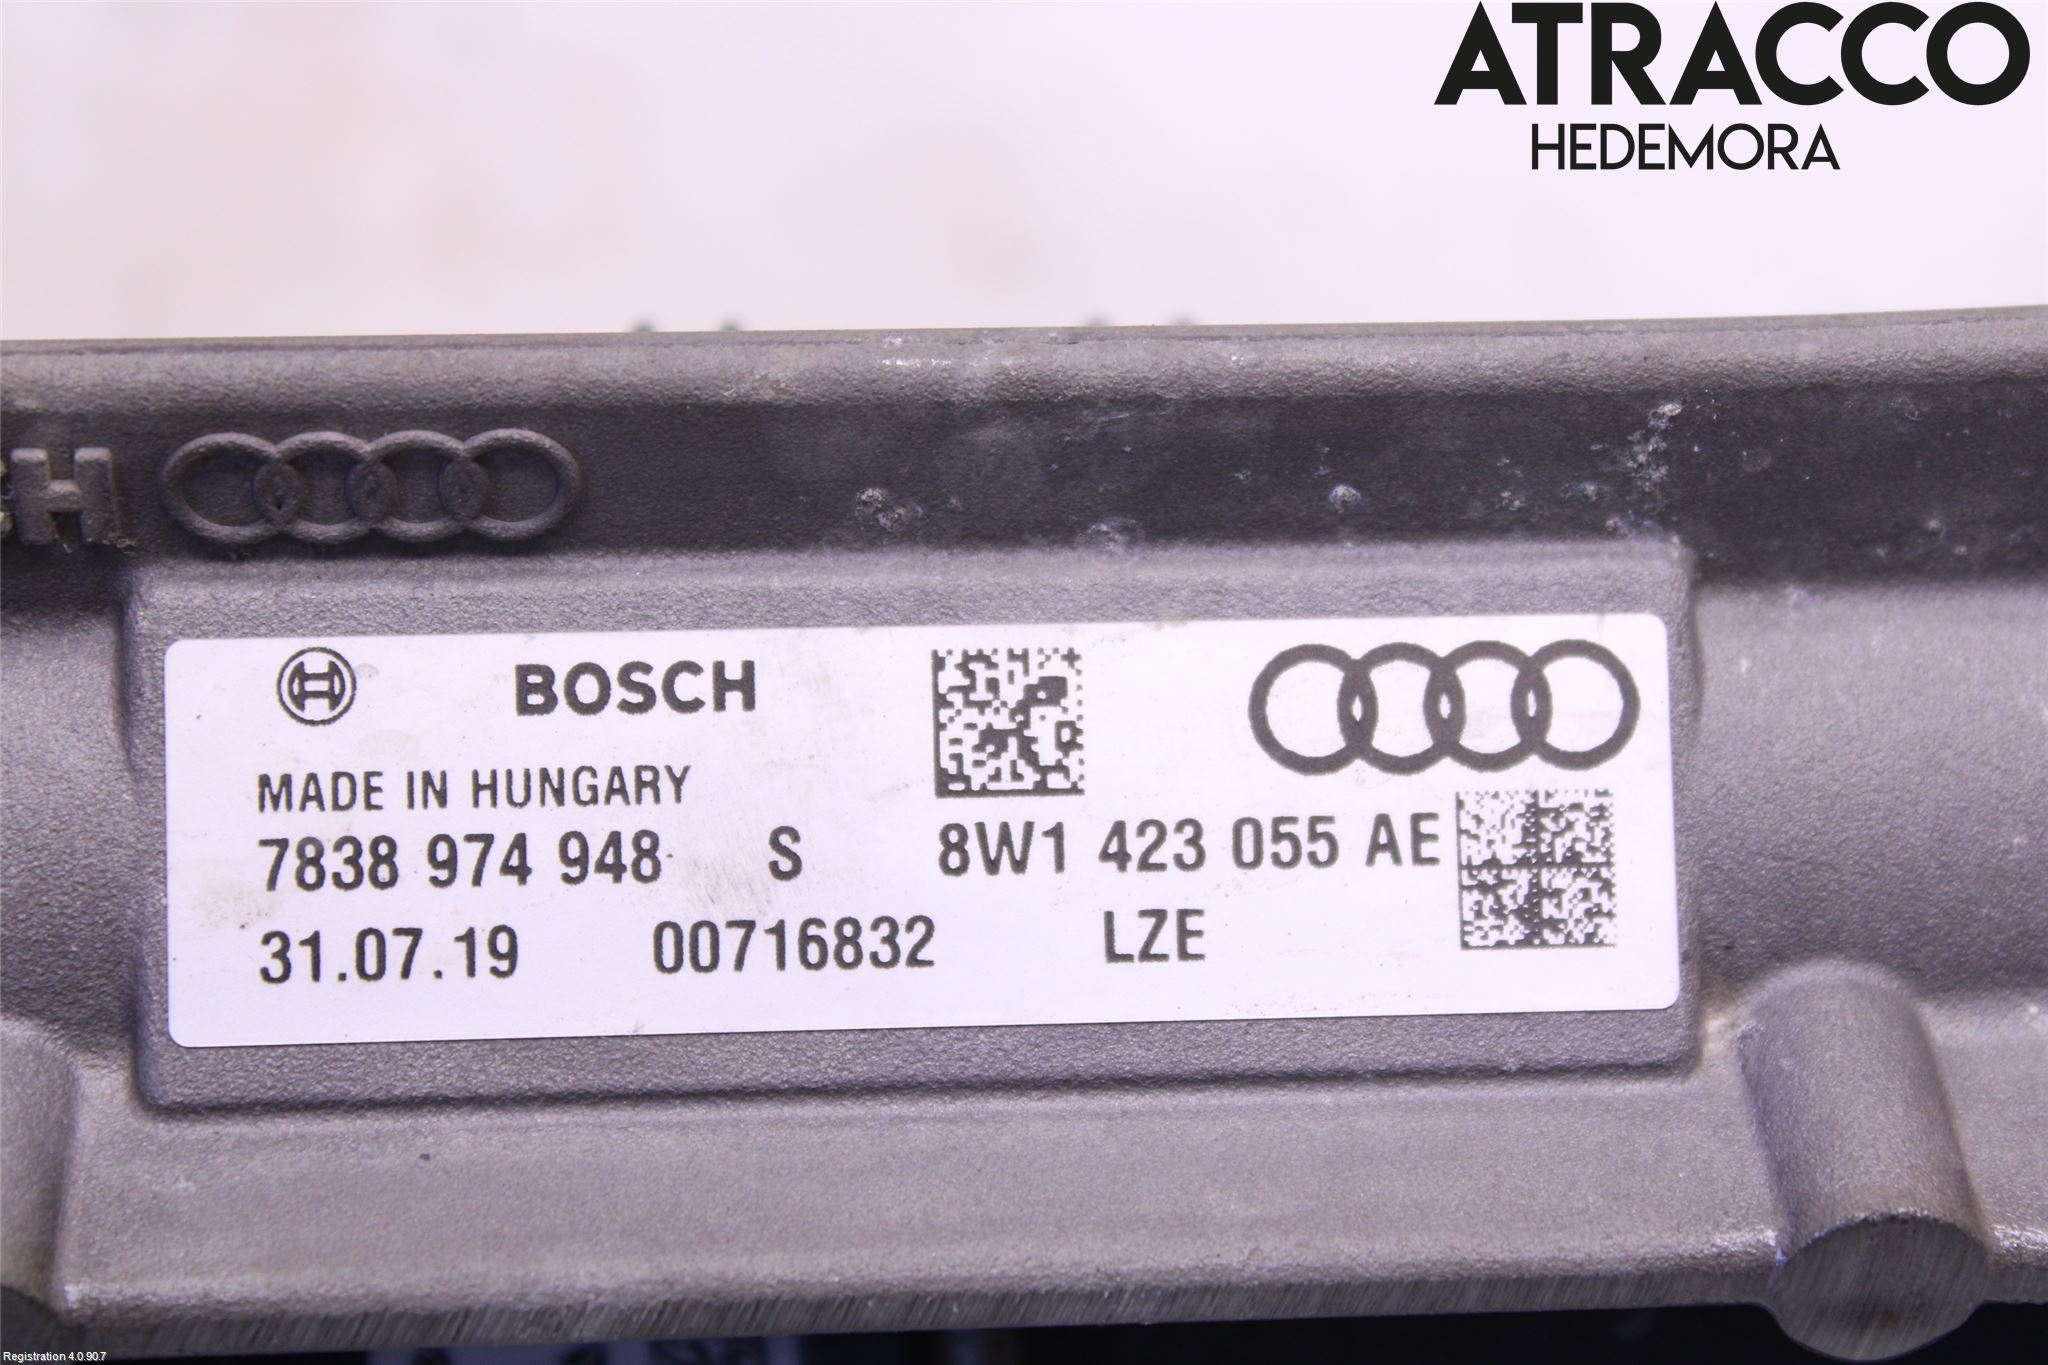 ATRACCO
HEDEMORA
H
BOSCH
MADE IN HUNGARY
7838 974 948 S 8W1 423 055 AE
31.07.19 00716832 LZE
Registration 4.0.90.7